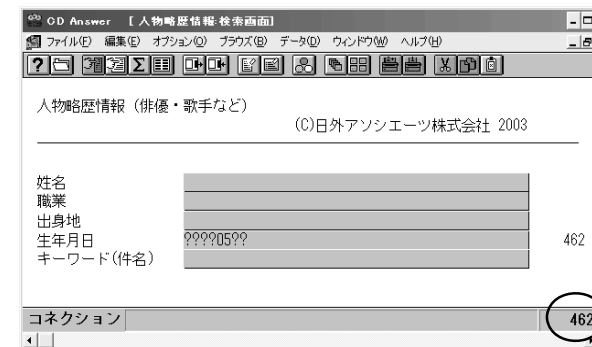 CD Answer [人物略歴情報:検索画面]
ファイル(F) 編集(E) オプション(O) ブラウズ(B) データ(D) ウィンドウ(W) ヘルプ(H)
人物略歴情報(俳優・歌手など)
(C)日外アソシエーツ株式会社 2003
姓名
職業
出身地
生年月日 ????05?? 462
キーワード(件名)
コネクション 462